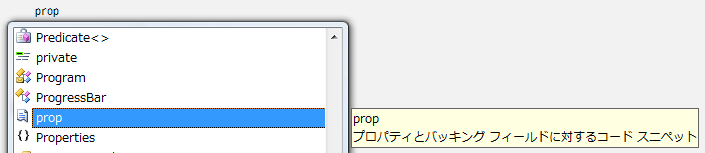 prop
Predicate<>
private
Program
ProgressBar
prop
Properties
prop
プロパティとバッキング フィールドに対するコード スニペット